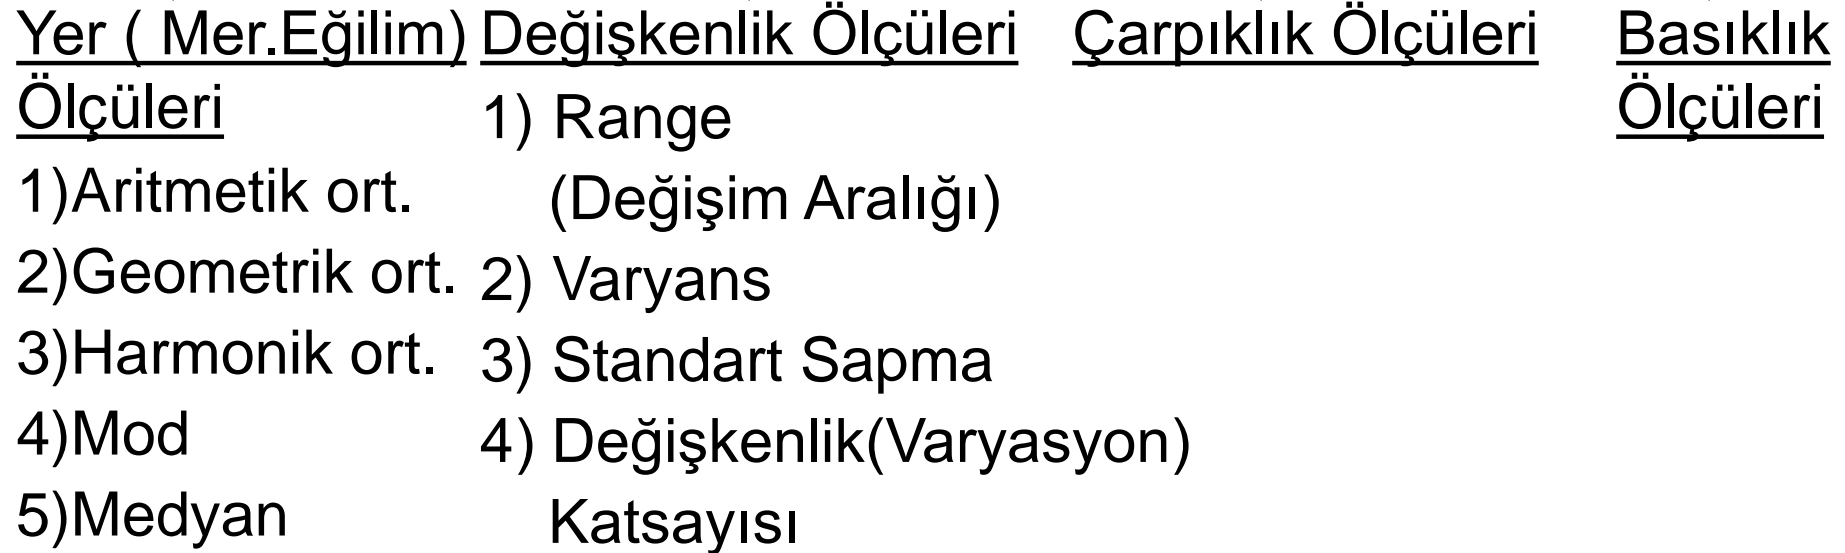 Yer ( Mer.Eğilim)
Ölçüleri
1)Aritmetik ort.
2)Geometrik ort.
3)Harmonik ort.
4)Mod
5)Medyan
Değişkenlik Ölçüleri
1) Range
(Değişim Aralığı)
2) Varyans
3) Standart Sapma
4) Değişkenlik(Varyasyon)
Katsayısı
Çarpıklık Ölçüleri
Basıklık
Ölçüleri